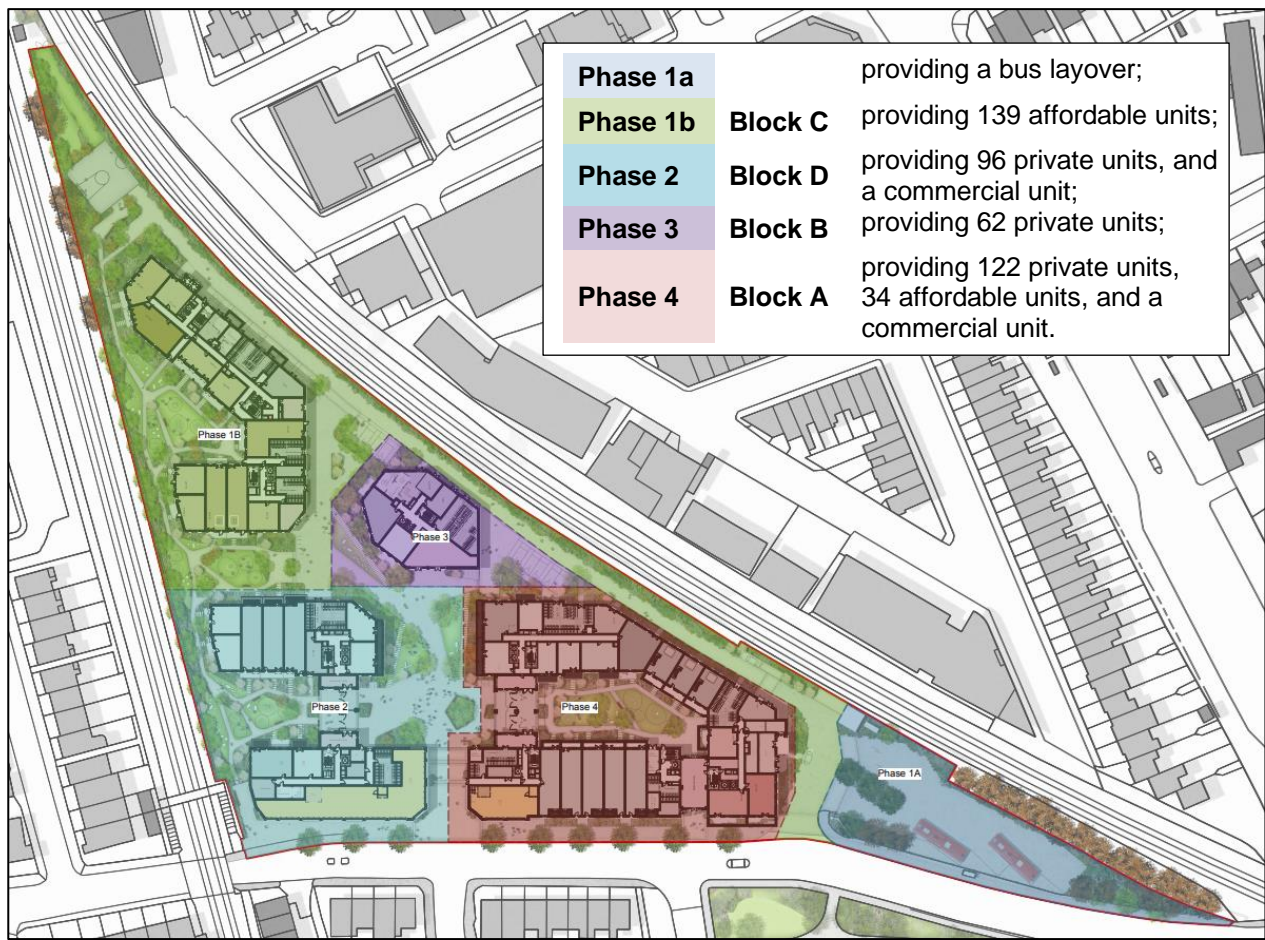 Phase 1a providing a bus layover;
Phase 1b Block C providing 139 affordable units;
Phase 2 Block D providing 96 private units, and
a commercial unit;
Phase 3 Block B providing 62 private units;
Phase 4 Block A providing 122 private units,
34 affordable units, and a
commercial unit.
Phase 1B
Phase 3
Phase 2
Phase 4
Phase 1A